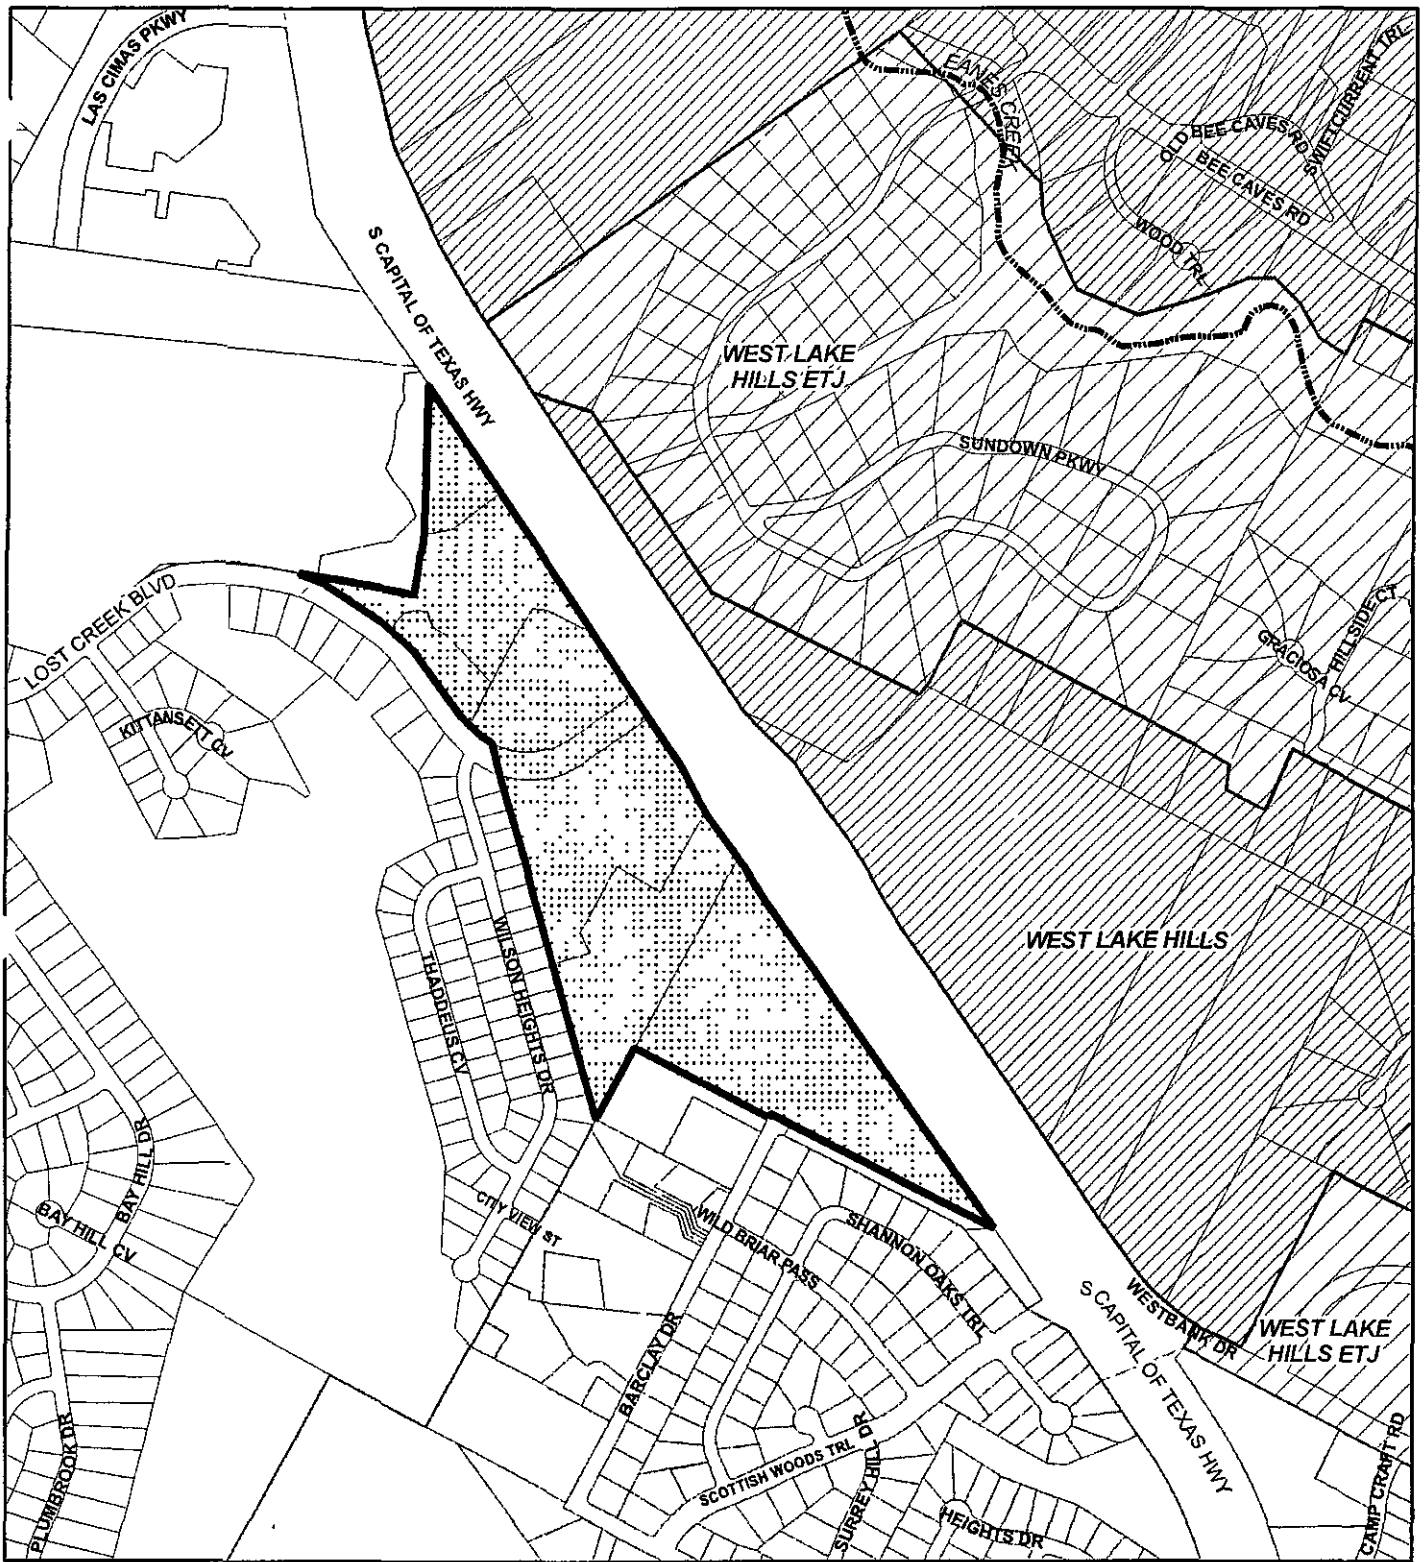 LAS CIMAS PKWY
EANES CREEK
SWIFTCURRENT TRL
OLD BEE CAVES RD
BEE CAVES RD
WOOD TRL
S CAPITAL OF TEXAS HWY
WEST LAKE
HILLS ETJ
SUNDOWN PKWY
LOST CREEK BLVD
HILLSIDE CT
GRACIOSA CV
KITTANSETT CV
WEST LAKE HILLS
WILSON HEIGHTS DR
THADDEUS CV
BAY HILL DR
BAY HILL CV
CITY VIEW ST
WILD BRIAR PASS
SHANNON OAKS TRL
S CAPITAL OF TEXAS HWY
WESTBANK DR
WEST LAKE
HILLS ETJ
BARCLAY DR
PLUMBROOK DR
SCOTTISH WOODS TRL
SURREY HILL DR
HEIGHTS DR
CAMP CRAFT RD